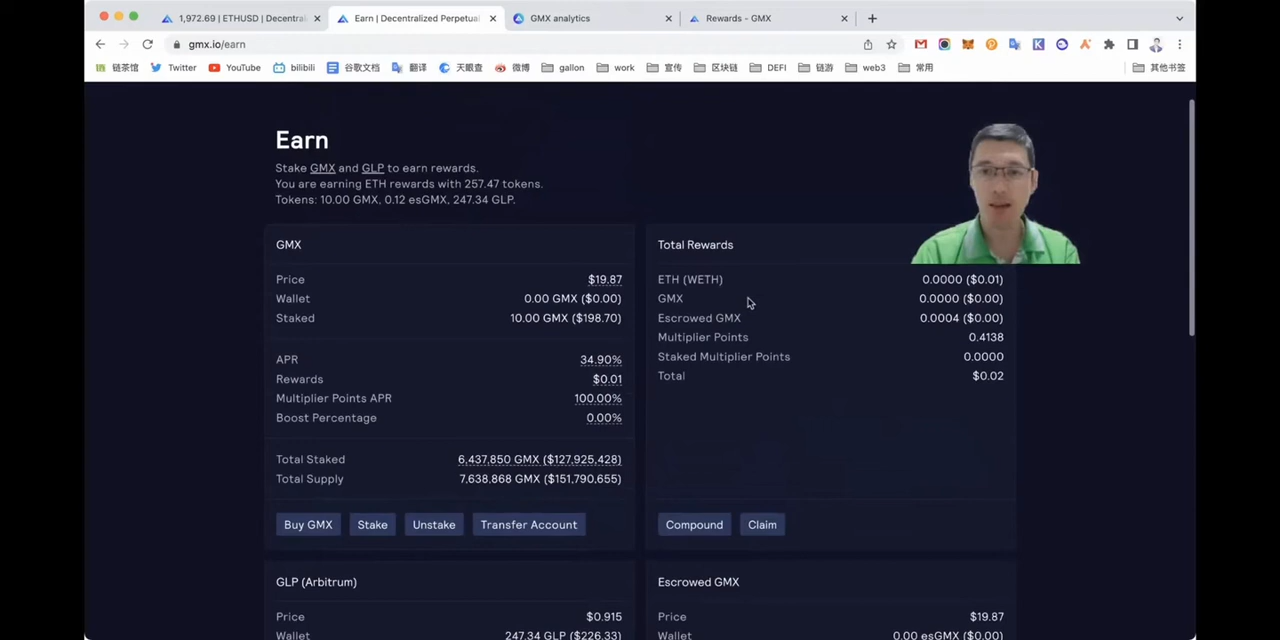 1,972.69 | ETHUSD | Decentral
Earn | Decentralized Perpetual
GMX analytics
Rewards - GMX
gmx.io/earn
链茶馆
Twitter
YouTube
bilibili
谷歌文档
翻译
天眼查
微博
gallon
work
宣传
区块链
DEFI
链游
web3
常用
其他书签
Earn
Stake GMX and GLP to earn rewards.
You are earning ETH rewards with 257.47 tokens.
Tokens: 10.00 GMX, 0.12 esGMX, 247.34 GLP.
GMX
Price $19.87
Wallet 0.00 GMX ($0.00)
Staked 10.00 GMX ($198.70)
APR 34.90%
Rewards $0.01
Multiplier Points APR 100.00%
Boost Percentage 0.00%
Total Staked 6,437,850 GMX ($127,925,428)
Total Supply 7,638,868 GMX ($151,790,655)
Buy GMX Stake Unstake Transfer Account
Total Rewards
ETH (WETH) 0.0000 ($0.01)
GMX 0.0000 ($0.00)
Escrowed GMX 0.0004 ($0.00)
Multiplier Points 0.4138
Staked Multiplier Points 0.0000
Total $0.02
Compound Claim
GLP (Arbitrum)
Price $0.915
Wallet 247.34 GLP ($226.33)
Escrowed GMX
Price $19.87
Wallet 0.00 esGMX ($0.00)